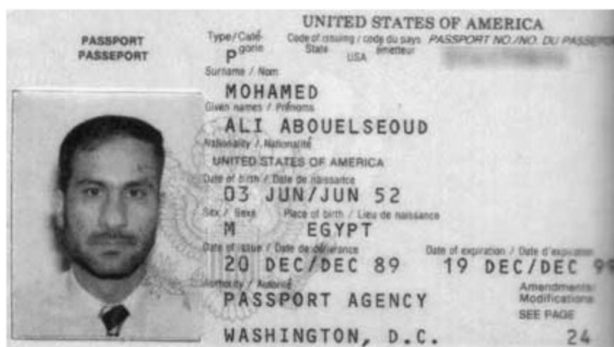 UNITED STATES OF AMERICA
PASSPORT
PASSEPORT
Type/Caté-
gorie
P
Code of issuing / code du pays
State USA émetteur
PASSPORT NO./NO. DU PASSEPOR
Surname / Nom
MOHAMED
Given names / Prénoms
ALI ABOUELSEOUD
Nationality / Nationalité
UNITED STATES OF AMERICA
Date of birth / Date de naissance
03 JUN/JUN 52
Sex / Sexe Place of birth / Lieu de naissance
M EGYPT
Date of issue / Date de délivrance Date of expiration / Date d'expiration
20 DEC/DEC 89 19 DEC/DEC 99
Authority / Autorité Amendments/
Modifications
PASSPORT AGENCY
SEE PAGE
WASHINGTON, D.C. 24